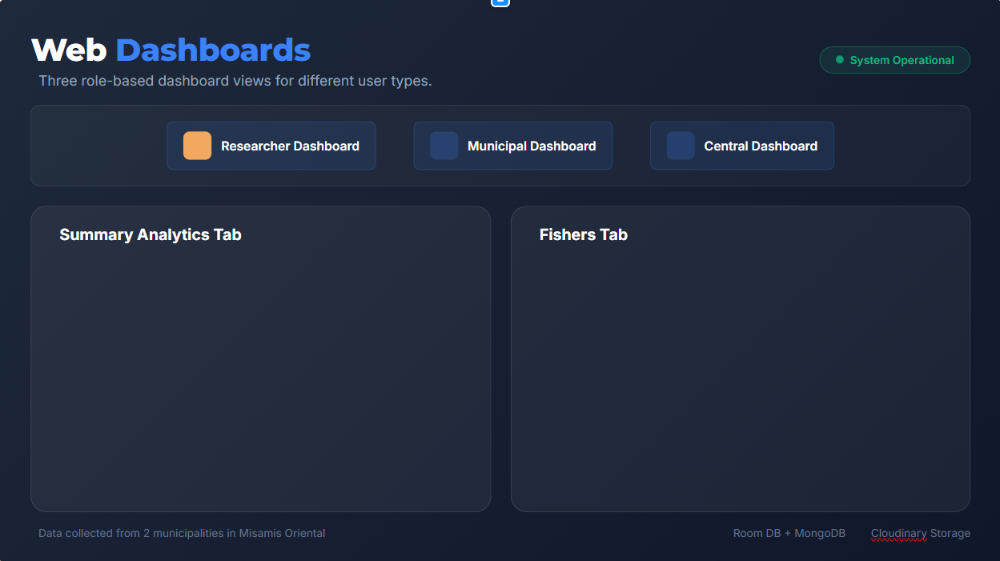 Web Dashboards
System Operational
Three role-based dashboard views for different user types.
Researcher Dashboard
Municipal Dashboard
Central Dashboard
Summary Analytics Tab
Fishers Tab
Data collected from 2 municipalities in Misamis Oriental
Room DB + MongoDB
Cloudinary Storage